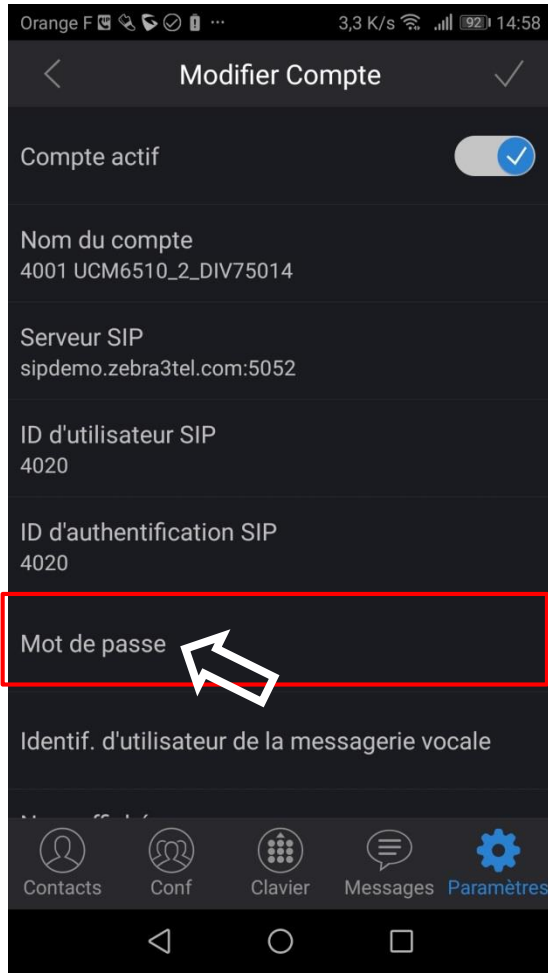 Orange F ... 3,3 K/s 92 14:58
Modifier Compte
Compte actif
Nom du compte
4001 UCM6510_2_DIV75014
Serveur SIP
sipdemo.zebra3tel.com:5052
ID d'utilisateur SIP
4020
ID d'authentification SIP
4020
Mot de passe
Identif. d'utilisateur de la messagerie vocale
Contacts Conf Clavier Messages Paramètres